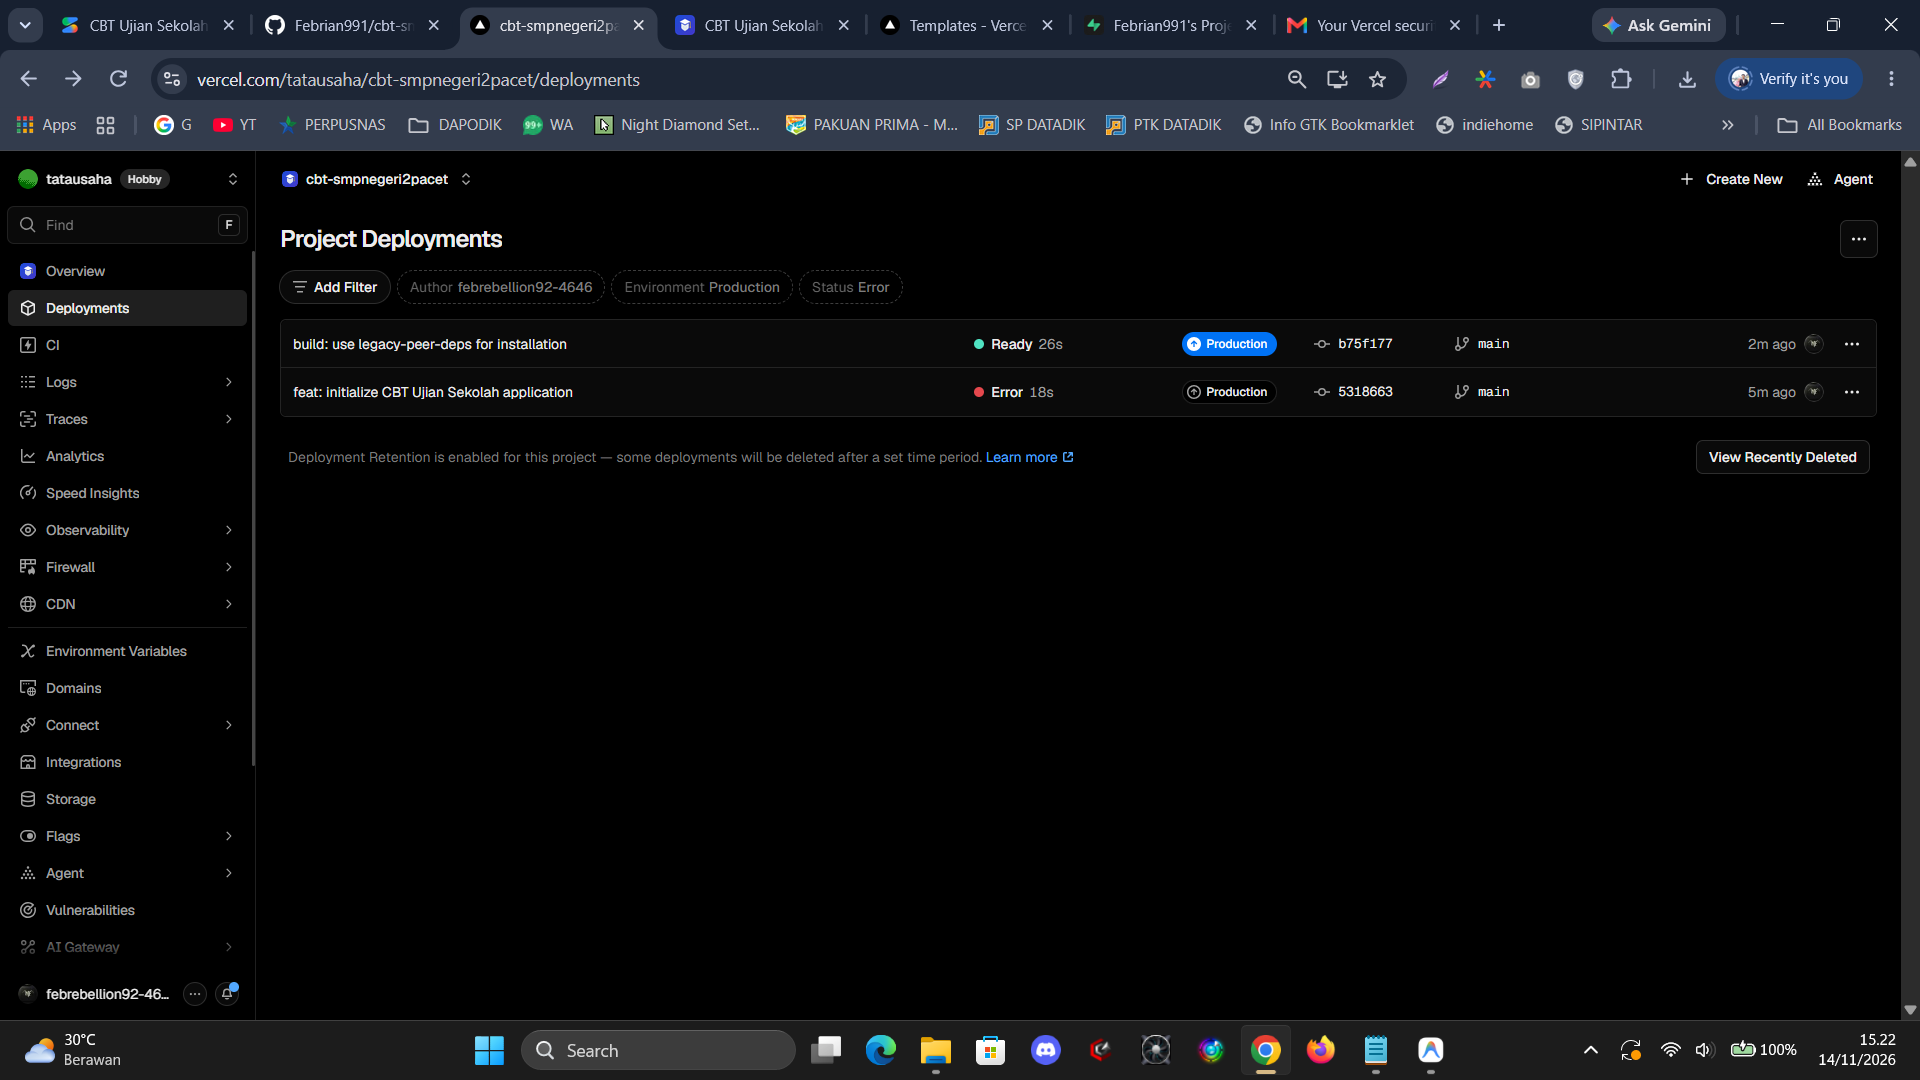 CBT Ujian Sekolah
Febrian991/cbt-sm
cbt-smpnegeri2pa
CBT Ujian Sekolah
Templates - Verce
Febrian991's Proje
Your Vercel securi
Ask Gemini
vercel.com/tatausaha/cbt-smpnegeri2pacet/deployments
Verify it's you
Apps
G
YT
PERPUSNAS
DAPODIK
99+
WA
Night Diamond Set...
PAKUAN PRIMA - M...
SP DATADIK
PTK DATADIK
Info GTK Bookmarklet
indiehome
SIPINTAR
All Bookmarks
tatausaha
Hobby
cbt-smpnegeri2pacet
Create New
Agent
Find
F
Project Deployments
Overview
Deployments
CI
Logs
Traces
Analytics
Speed Insights
Observability
Firewall
CDN
Environment Variables
Domains
Connect
Integrations
Storage
Flags
Agent
Vulnerabilities
AI Gateway
febrebellion92-46...
Add Filter
Author febrebellion92-4646
Environment Production
Status Error
build: use legacy-peer-deps for installation
Ready 26s
Production
b75f177
main
2m ago
feat: initialize CBT Ujian Sekolah application
Error 18s
Production
5318663
main
5m ago
Deployment Retention is enabled for this project — some deployments will be deleted after a set time period. Learn more
View Recently Deleted
30°C
Berawan
Search
100%
15.22
14/11/2026